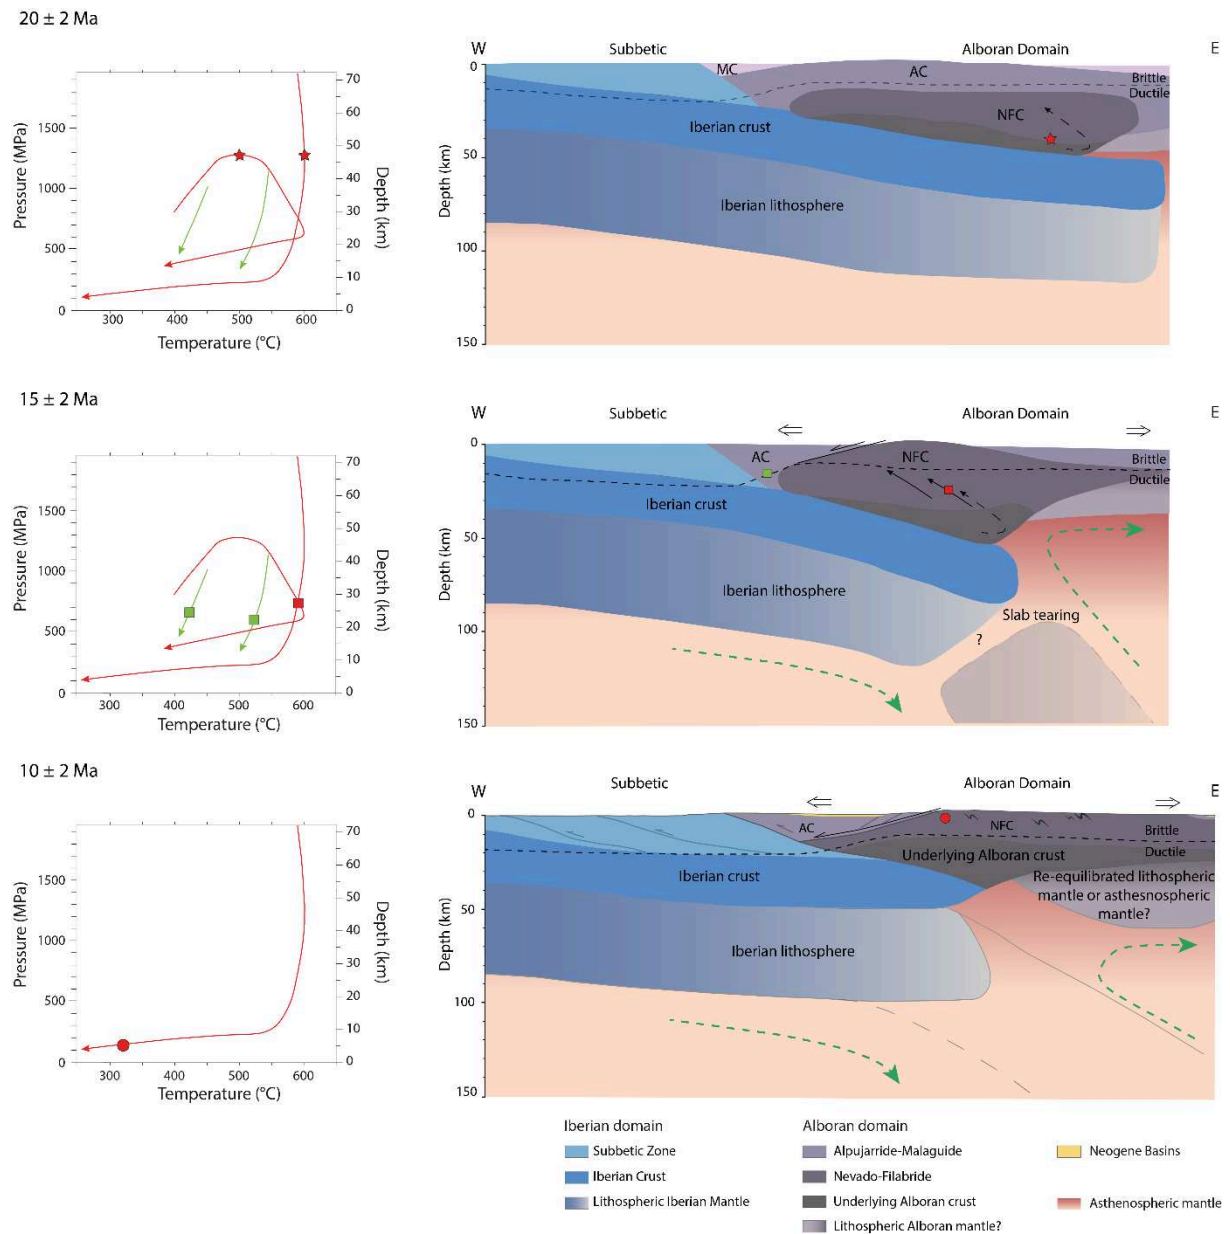 20 ± 2 Ma
Pressure (MPa)
1500
1000
500
0
300
400
500
600
Temperature (°C)
70
60
50
40
30
20
10
0
Depth (km)
W
Subbetic
Alboran Domain
E
0
50
100
150
Depth (km)
MC
AC
Brittle
Ductile
NFC
Iberian crust
Iberian lithosphere
15 ± 2 Ma
Pressure (MPa)
1500
1000
500
0
300
400
500
600
Temperature (°C)
70
60
50
40
30
20
10
0
Depth (km)
W
Subbetic
Alboran Domain
E
0
50
100
150
Depth (km)
AC
NFC
Brittle
Ductile
Iberian crust
Iberian lithosphere
Slab tearing
?
10 ± 2 Ma
Pressure (MPa)
1500
1000
500
0
300
400
500
600
Temperature (°C)
70
60
50
40
30
20
10
0
Depth (km)
W
Subbetic
Alboran Domain
E
0
50
100
150
Depth (km)
AC
NFC
Brittle
Ductile
Underlying Alboran crust
Iberian crust
Re-equilibrated lithospheric
mantle or asthesnospheric
mantle?
Iberian lithosphere
Iberian domain
Subbetic Zone
Iberian Crust
Lithospheric Iberian Mantle
Alboran domain
Alpujarride-Malaguide
Nevado-Filabride
Underlying Alboran crust
Lithospheric Alboran mantle?
Neogene Basins
Asthenospheric mantle